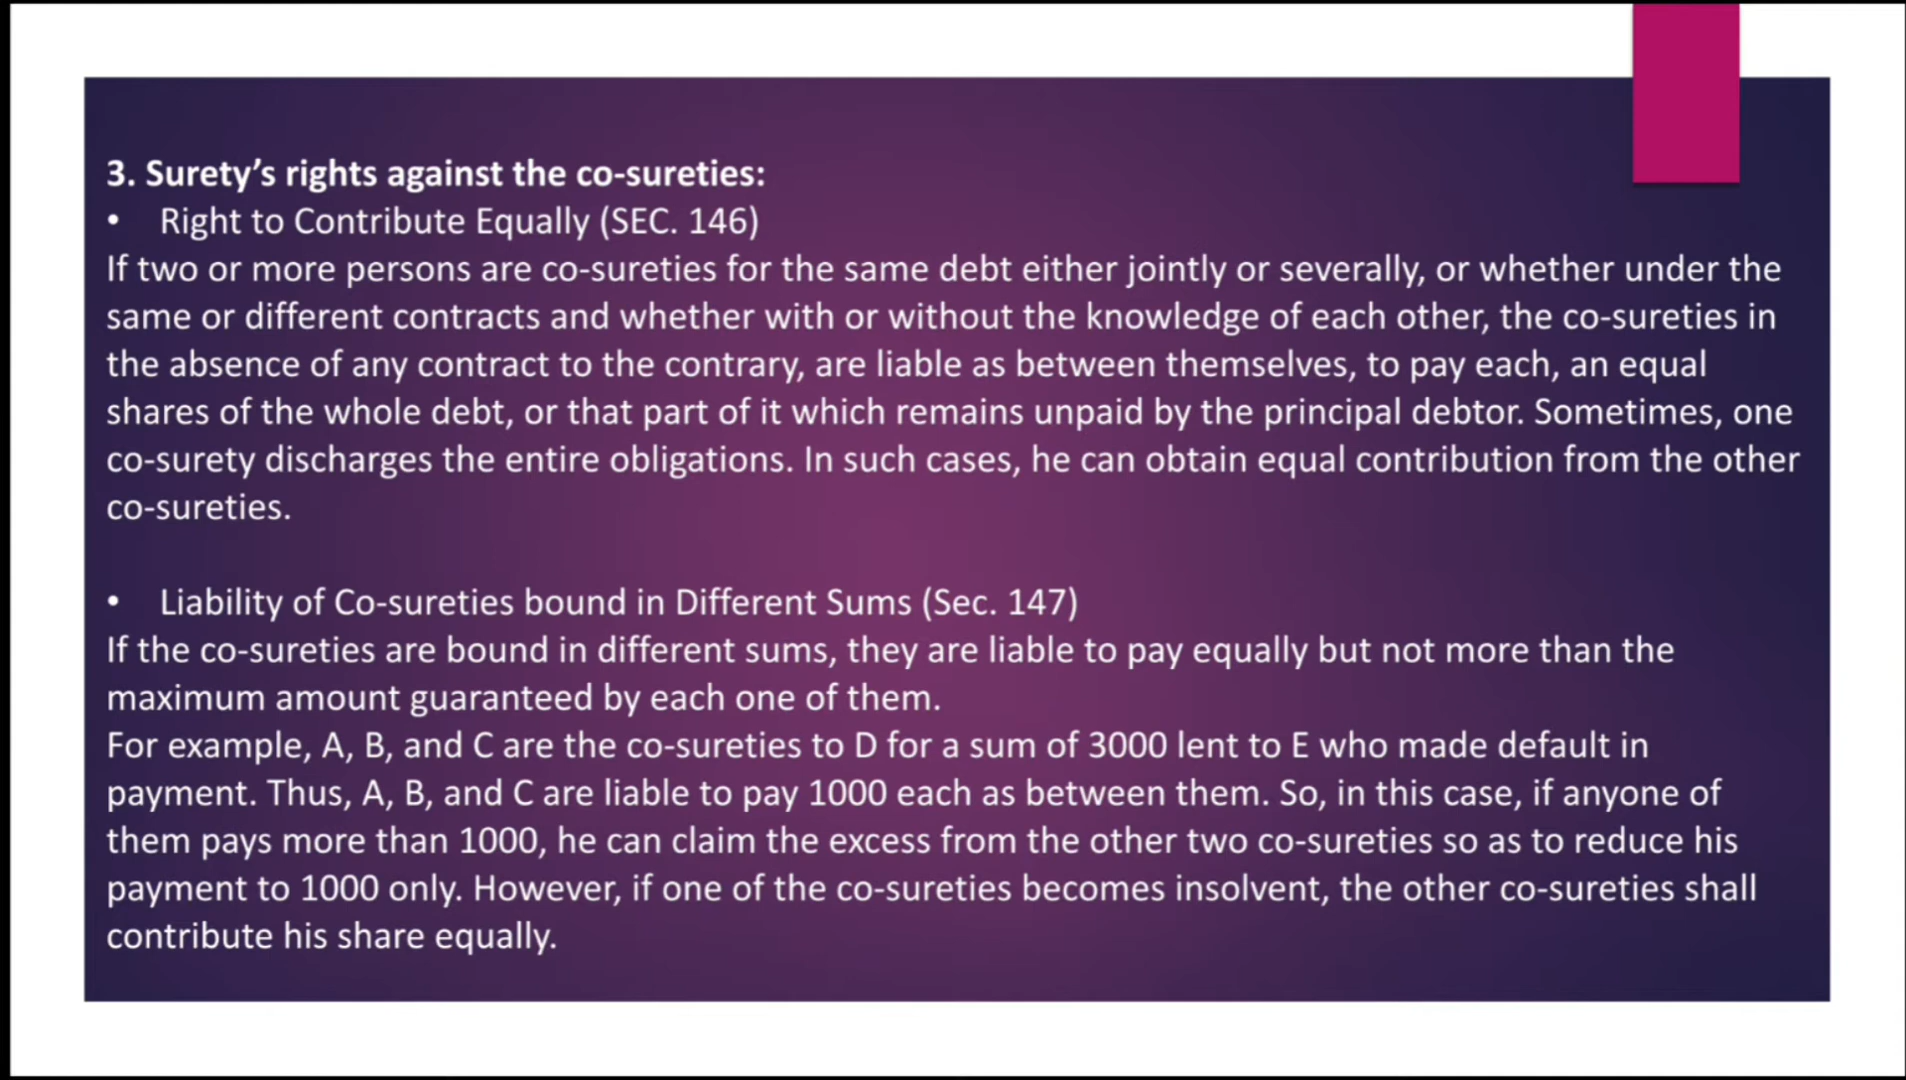 3. Surety’s rights against the co-sureties:
• Right to Contribute Equally (SEC. 146)
If two or more persons are co-sureties for the same debt either jointly or severally, or whether under the
same or different contracts and whether with or without the knowledge of each other, the co-sureties in
the absence of any contract to the contrary, are liable as between themselves, to pay each, an equal
shares of the whole debt, or that part of it which remains unpaid by the principal debtor. Sometimes, one
co-surety discharges the entire obligations. In such cases, he can obtain equal contribution from the other
co-sureties.
• Liability of Co-sureties bound in Different Sums (Sec. 147)
If the co-sureties are bound in different sums, they are liable to pay equally but not more than the
maximum amount guaranteed by each one of them.
For example, A, B, and C are the co-sureties to D for a sum of 3000 lent to E who made default in
payment. Thus, A, B, and C are liable to pay 1000 each as between them. So, in this case, if anyone of
them pays more than 1000, he can claim the excess from the other two co-sureties so as to reduce his
payment to 1000 only. However, if one of the co-sureties becomes insolvent, the other co-sureties shall
contribute his share equally.